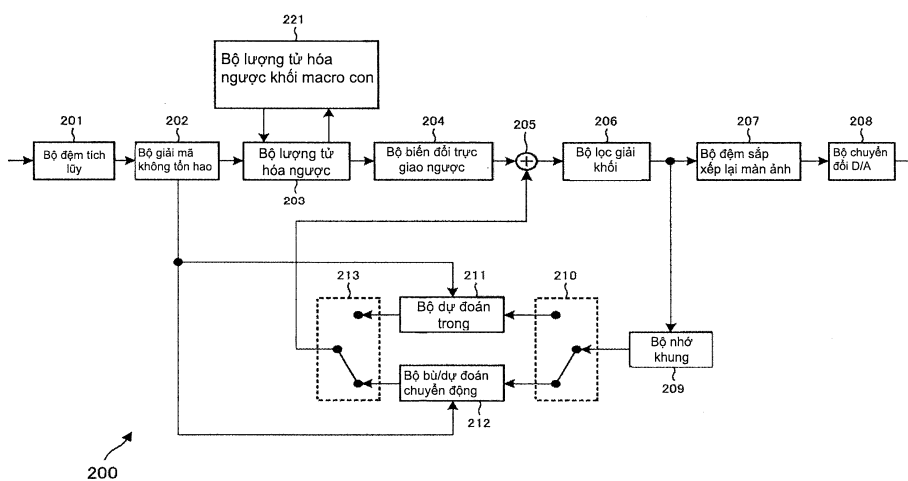 221
Bộ lượng tử hóa
ngược khối macro con
201
202
204
205
206
207
208
Bộ đệm tích
lũy
Bộ giải mã
không tổn hao
Bộ lượng tử
hóa ngược
Bộ biến đổi trực
giao ngược
Bộ lọc giải
khối
Bộ đệm sắp
xếp lại màn ảnh
Bộ chuyển
đổi D/A
203
213
211
210
Bộ dự đoán
trong
Bộ nhớ
khung
Bộ bù/dự đoán
chuyển động
209
212
200